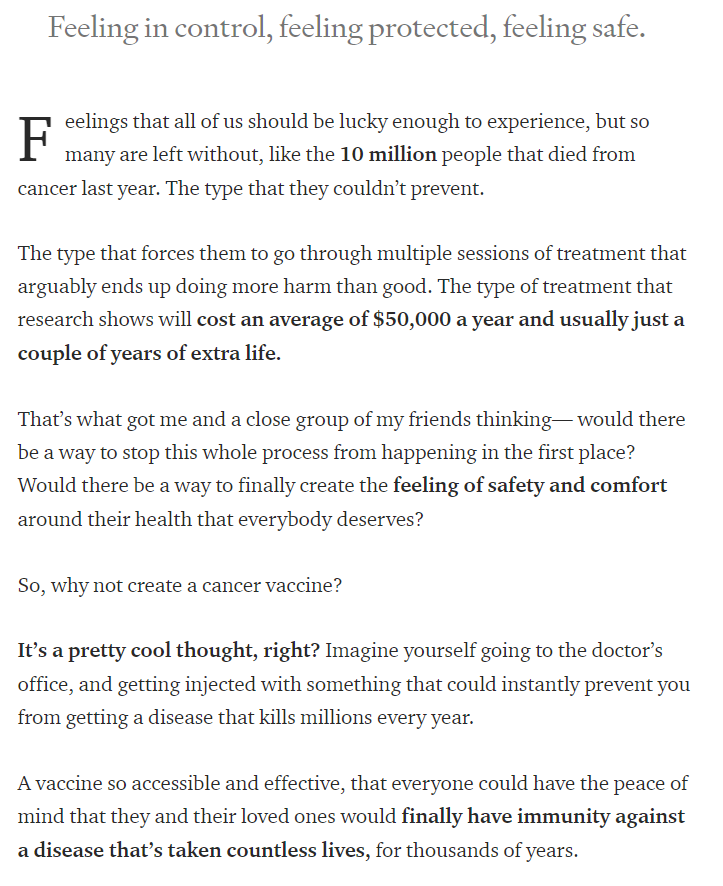 Feeling in control, feeling protected, feeling safe.
Feelings that all of us should be lucky enough to experience, but so
many are left without, like the 10 million people that died from
cancer last year. The type that they couldn’t prevent.
The type that forces them to go through multiple sessions of treatment that
arguably ends up doing more harm than good. The type of treatment that
research shows will cost an average of $50,000 a year and usually just a
couple of years of extra life.
That’s what got me and a close group of my friends thinking— would there
be a way to stop this whole process from happening in the first place?
Would there be a way to finally create the feeling of safety and comfort
around their health that everybody deserves?
So, why not create a cancer vaccine?
It’s a pretty cool thought, right? Imagine yourself going to the doctor’s
office, and getting injected with something that could instantly prevent you
from getting a disease that kills millions every year.
A vaccine so accessible and effective, that everyone could have the peace of
mind that they and their loved ones would finally have immunity against
a disease that’s taken countless lives, for thousands of years.